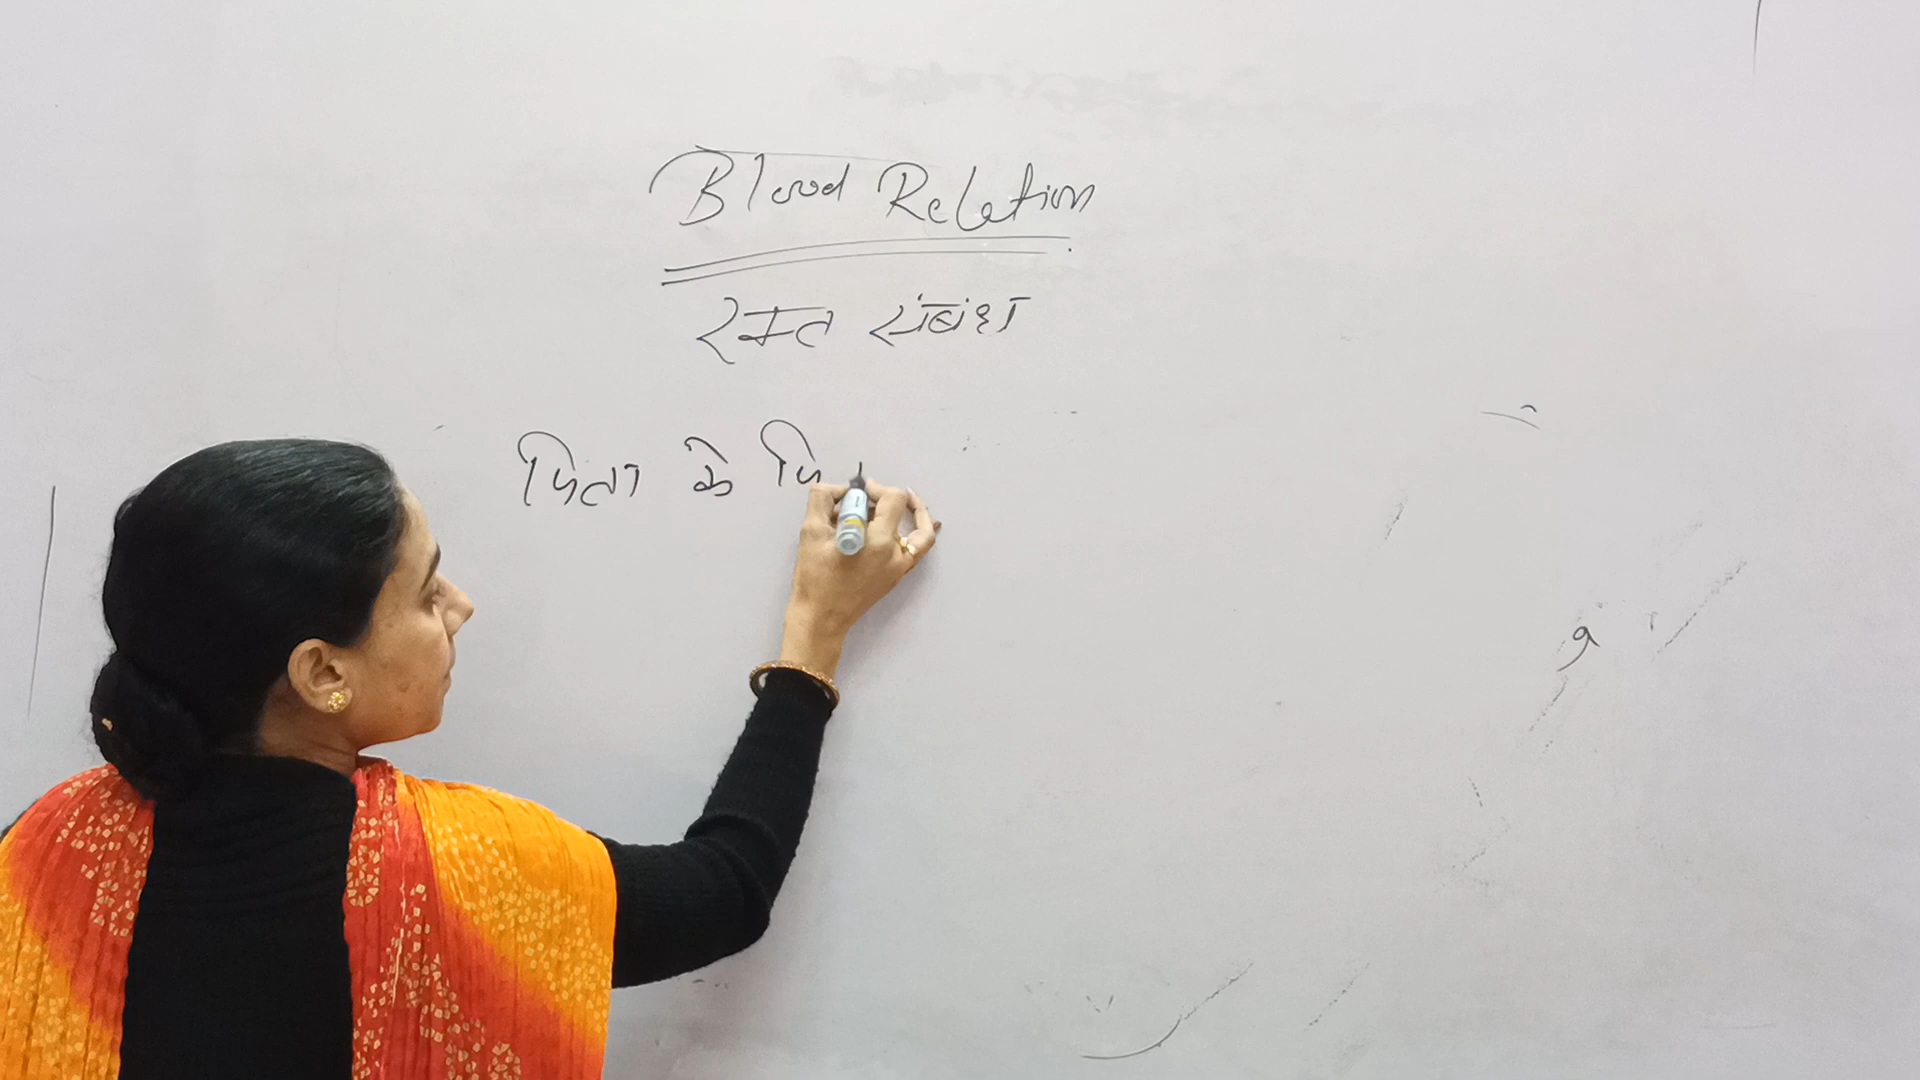 Blood Relation
रक्त संबंध
पिता के पि